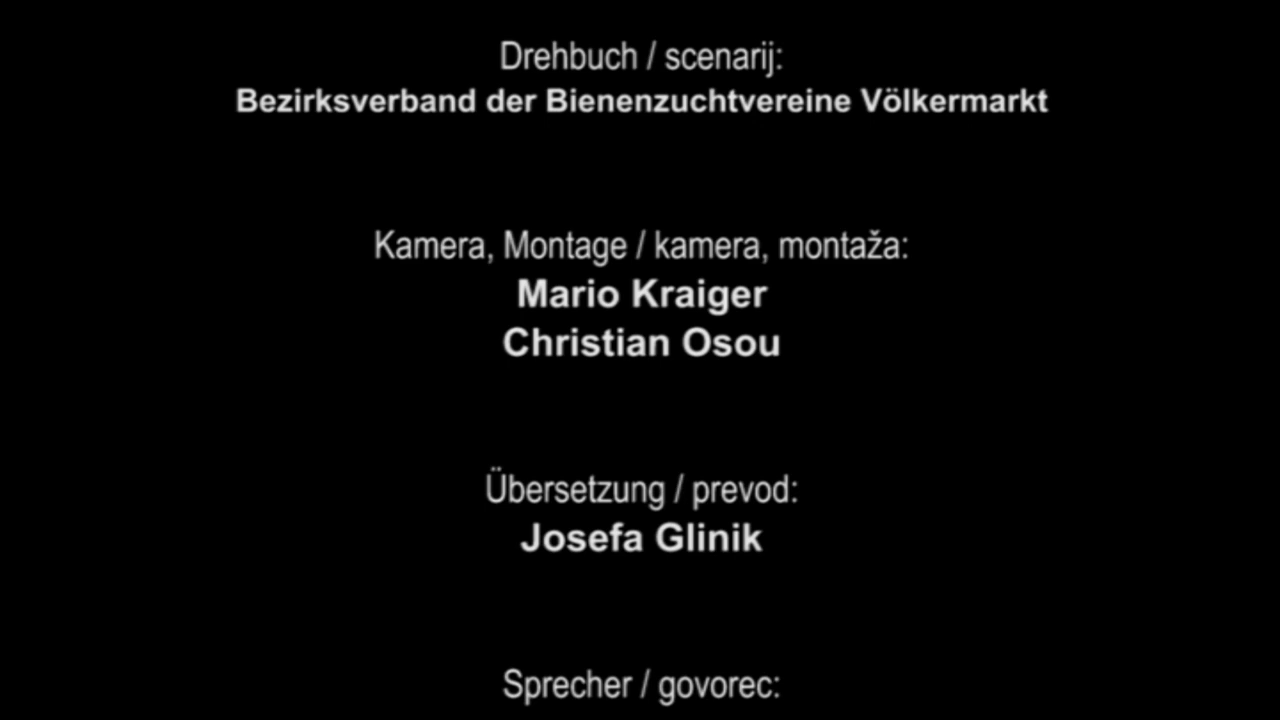 Drehbuch / scenarij:
Bezirksverband der Bienenzuchtvereine Völkermarkt
Kamera, Montage / kamera, montaža:
Mario Kraiger
Christian Osou
Übersetzung / prevod:
Josefa Glinik
Sprecher / govorec: